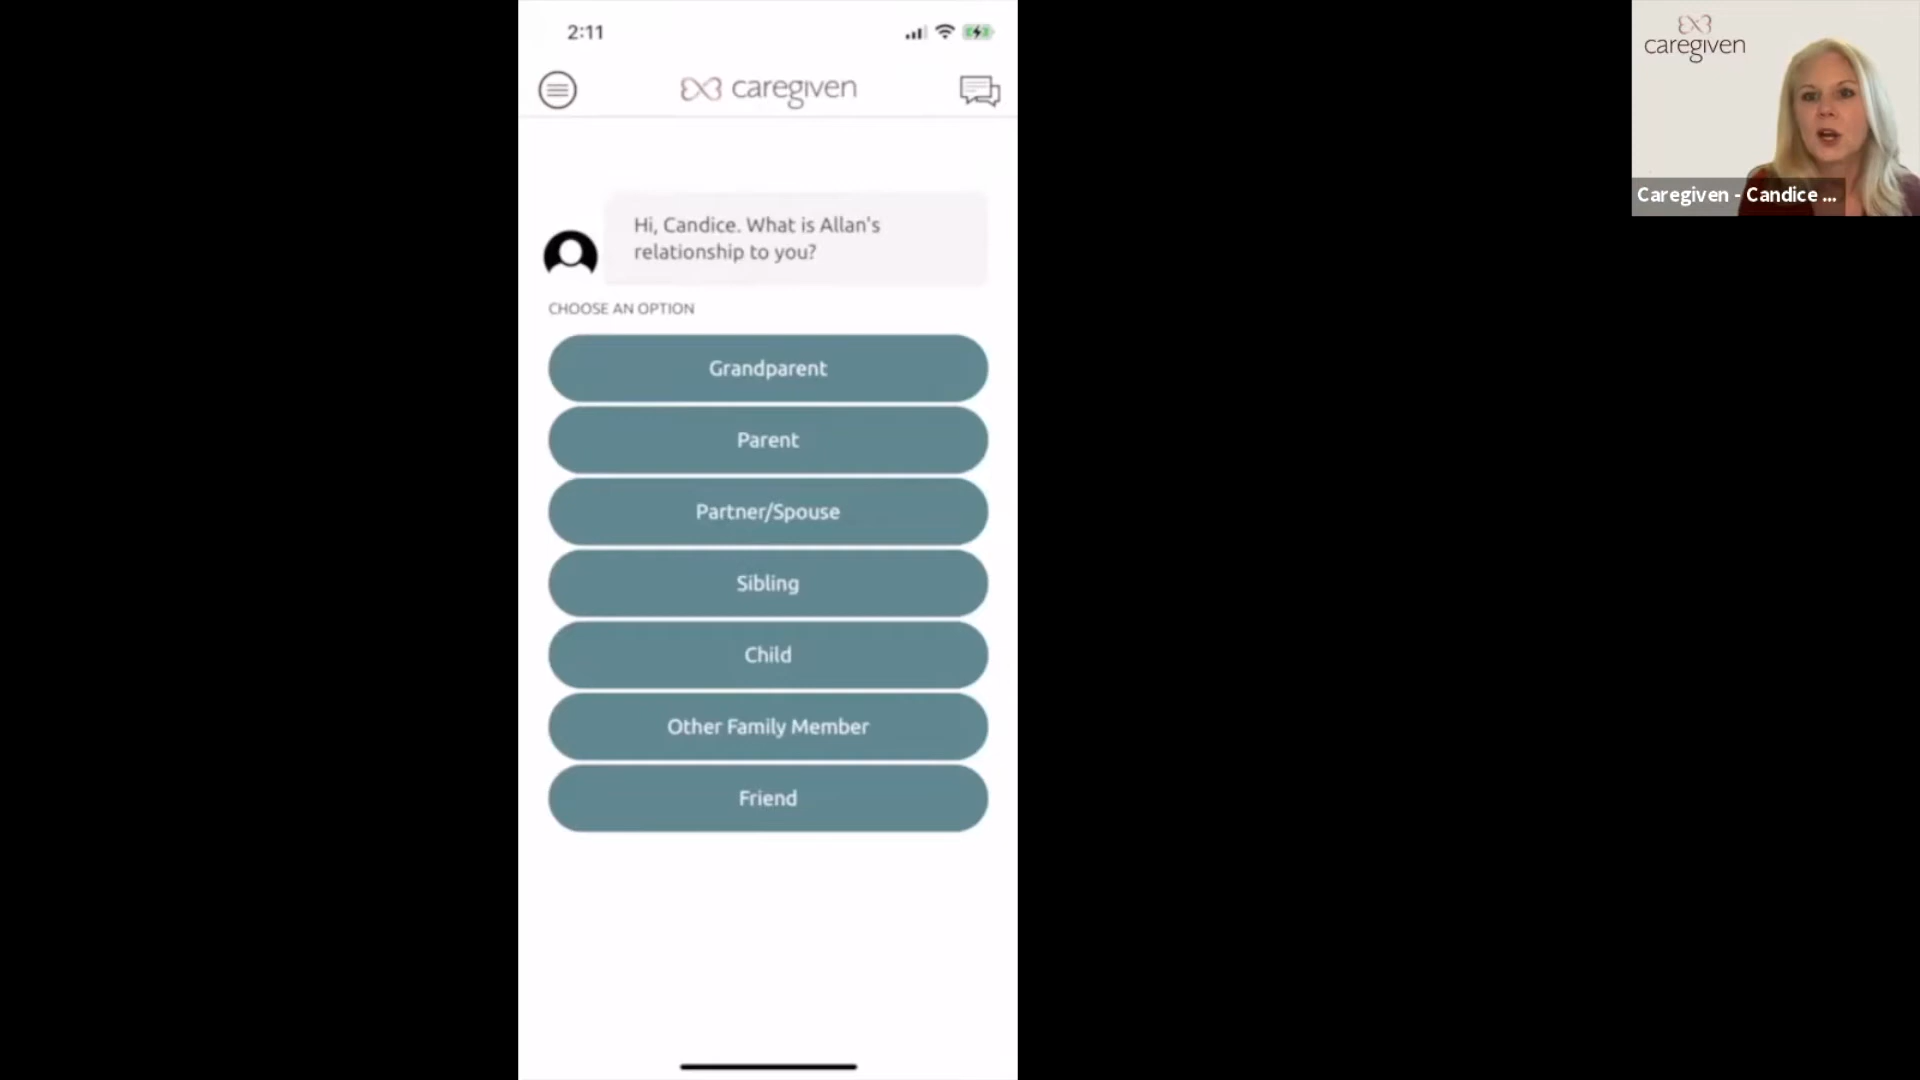 2:11
caregiven
Hi, Candice. What is Allan's
relationship to you?
CHOOSE AN OPTION
Grandparent
Parent
Partner/Spouse
Sibling
Child
Other Family Member
Friend
caregiven
Caregiven - Candice ...